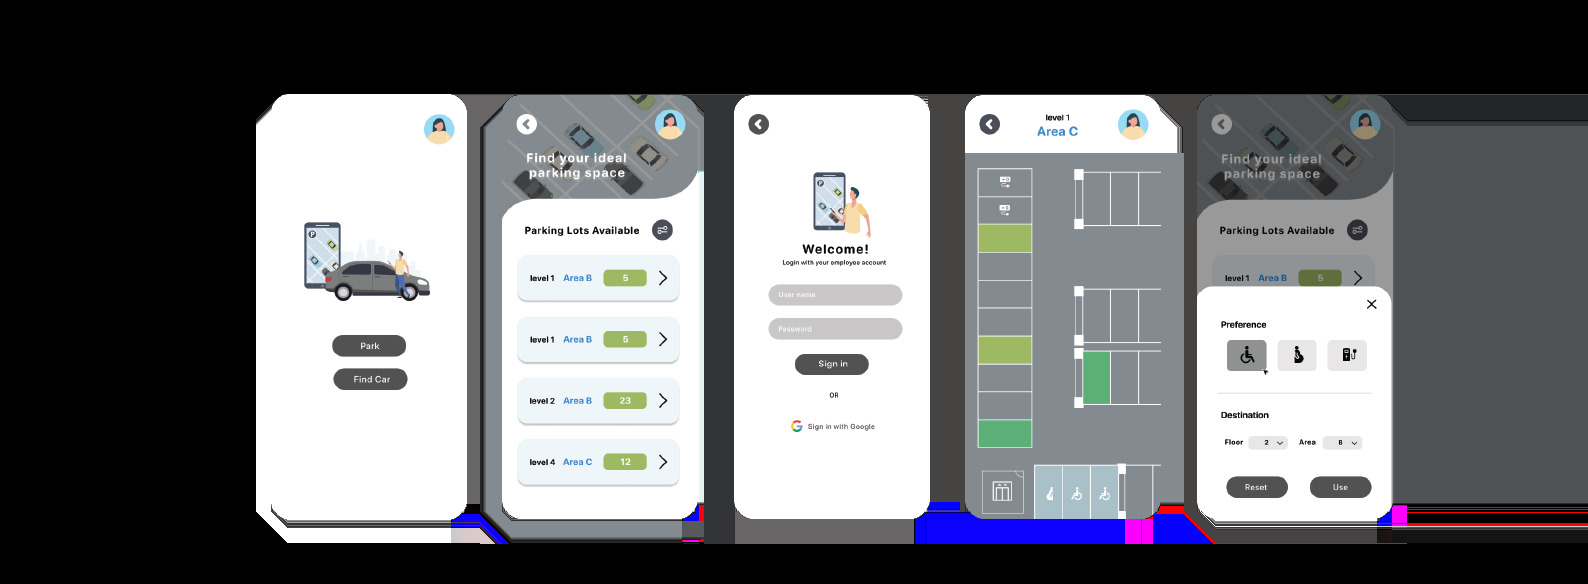 Park
Find Car
Find your ideal
parking space
Parking Lots Available
level 1 Area B 5
level 1 Area B 5
level 2 Area B 23
level 4 Area C 12
P
Welcome!
Login with your employee account
User name
Password
Sign in
OR
Sign in with Google
level 1
Area C
Find your ideal
parking space
Parking Lots Available
level 1 Area B 5
Preference
Destination
Floor 2 Area B
Reset Use